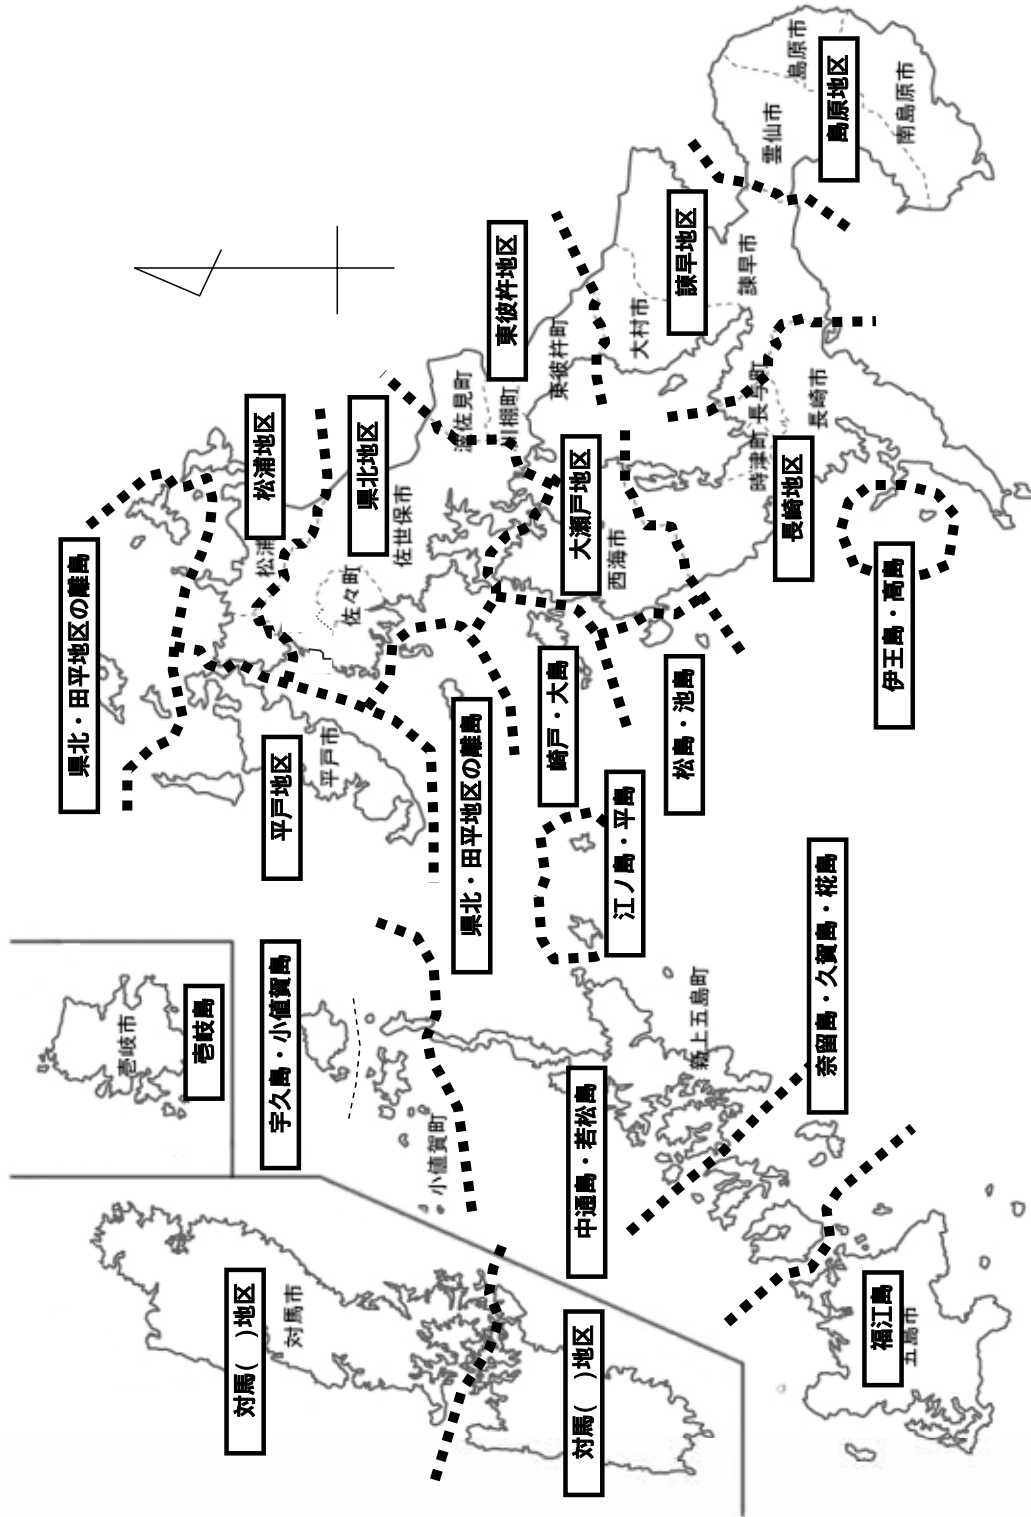 県北・田平地区の離島
松浦地区
松浦
県北地区
東彼杵地区
波佐見町
川棚町
東彼杵町
大村市
諫早地区
諫早市
島原市
島原地区
雲仙市
南島原市
佐々町
佐世保市
大瀬戸地区
西海市
時津町
長与町
長崎市
長崎地区
伊王島・高島
平戸地区
平戸市
県北・田平地区の離島
崎戸・大島
松島・池島
江ノ島・平島
壱岐市
壱岐島
宇久島・小値賀島
小値賀町
新上五島町
中通島・若松島
奈留島・久賀島・椛島
対馬( )地区
対馬市
対馬( )地区
福江島
五島市